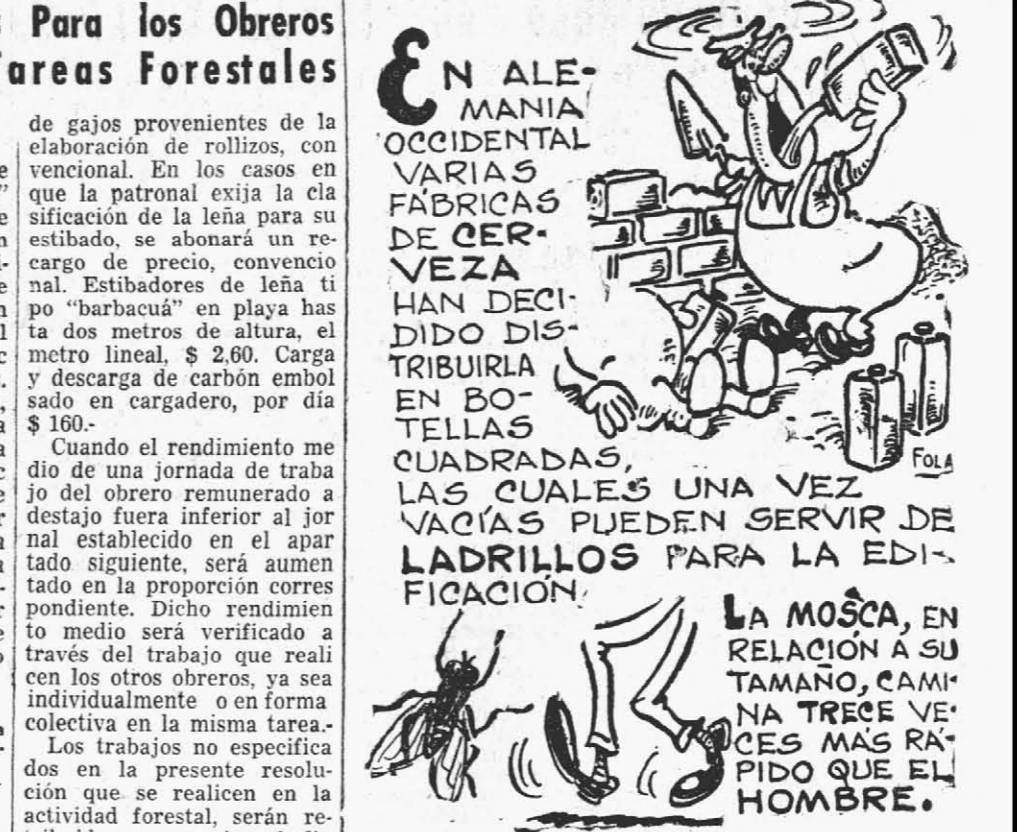 Para los Obreros
areas Forestales
de gajos provenientes de la
elaboración de rollizos, con
vencional. En los casos en
que la patronal exija la cla
sificación de la leña para su
estibado, se abonará un re-
cargo de precio, convencio
nal. Estibadores de leña ti
po "barbacuá" en playa has
ta dos metros de altura, el
metro lineal, $ 2,60. Carga
y descarga de carbón embol
sado en cargadero, por día
$ 160.-
Cuando el rendimiento me
dio de una jornada de traba
jo del obrero remunerado a
destajo fuera inferior al jor
nal establecido en el apar
tado siguiente, será aumen
tado en la proporción corres
pondiente. Dicho rendimien
to medio será verificado a
través del trabajo que reali
cen los otros obreros, ya sea
individualmente o en forma
colectiva en la misma tarea.-
Los trabajos no especifica
dos en la presente resolu-
ción que se realicen en la
actividad forestal, serán re-
EN ALE-
MANIA
OCCIDENTAL
VARIAS
FÁBRICAS
DE CER-
VEZA
HAN DECI-
DIDO DIS-
TRIBUIRLA
EN BO-
TELLAS
CUADRADAS,
LAS CUALES UNA VEZ
VACÍAS PUEDEN SERVIR DE
LADRILLOS PARA LA EDI-
FICACIÓN.
FOLA
LA MOSCA, EN
RELACIÓN A SU
TAMAÑO, CAMI-
NA TRECE VE-
CES MÁS RÁ-
PIDO QUE EL
HOMBRE.